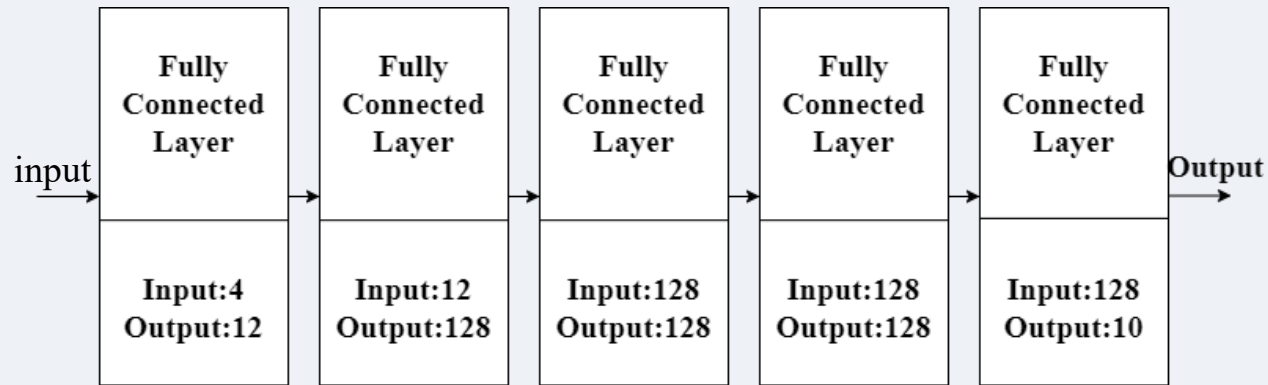 input
Fully
Connected
Layer
Input:4
Output:12
Fully
Connected
Layer
Input:12
Output:128
Fully
Connected
Layer
Input:128
Output:128
Fully
Connected
Layer
Input:128
Output:128
Fully
Connected
Layer
Input:128
Output:10
Output